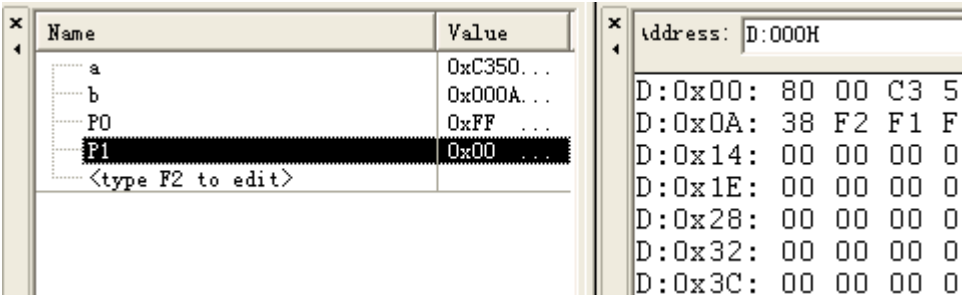 Name Value
a 0xC350...
b 0x000A...
P0 0xFF ...
P1 0x00 ...
<type F2 to edit>
Address: D:000H
D:0x00: 80 00 C3 5
D:0x0A: 38 F2 F1 F
D:0x14: 00 00 00 0
D:0x1E: 00 00 00 0
D:0x28: 00 00 00 0
D:0x32: 00 00 00 0
D:0x3C: 00 00 00 0